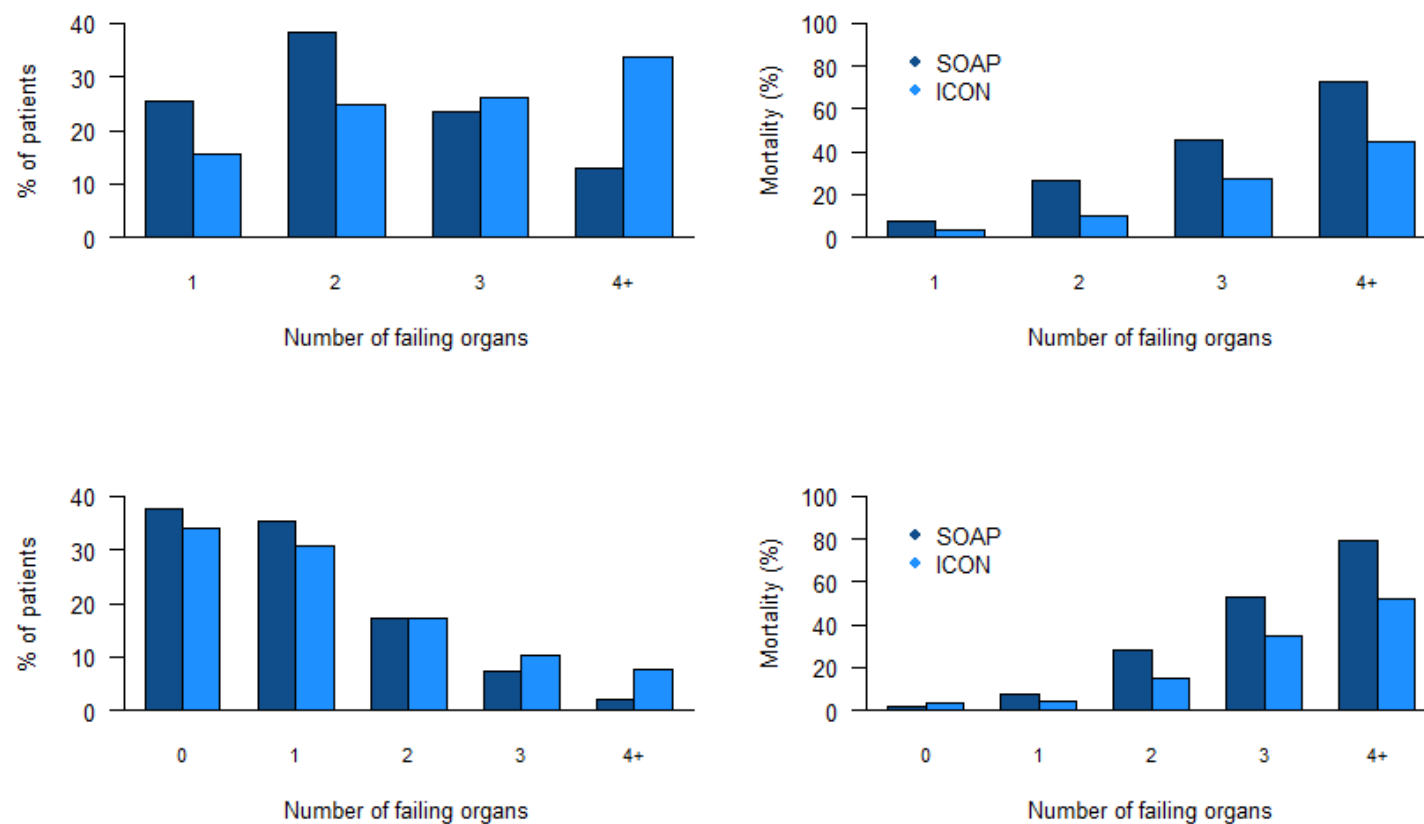 % of patients
40
30
20
10
0
1 2 3 4+
Number of failing organs
Mortality (%)
100
80
60
40
20
0
SOAP
ICON
1 2 3 4+
Number of failing organs
% of patients
40
30
20
10
0
0 1 2 3 4+
Number of failing organs
Mortality (%)
100
80
60
40
20
0
SOAP
ICON
0 1 2 3 4+
Number of failing organs